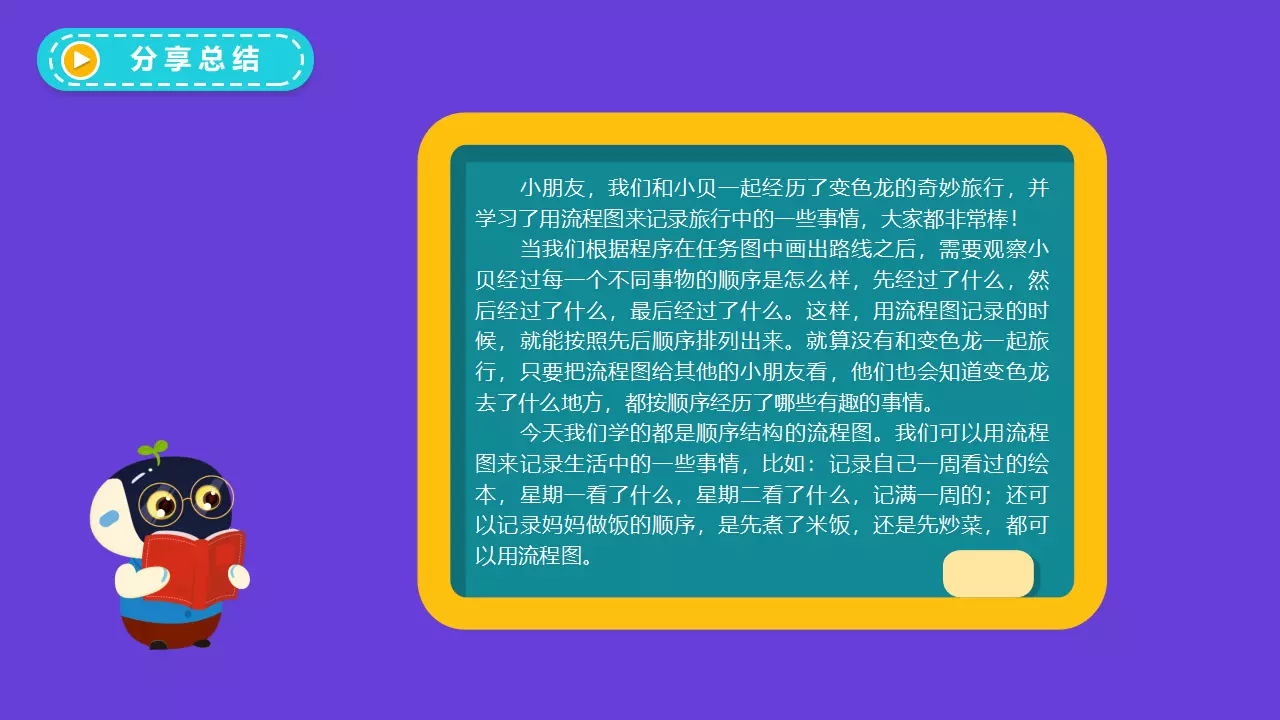 分享总结
小朋友，我们和小贝一起经历了变色龙的奇妙旅行，并
学习了用流程图来记录旅行中的一些事情，大家都非常棒！
当我们根据程序在任务图中画出路线之后，需要观察小
贝经过每一个不同事物的顺序是怎么样，先经过了什么，然
后经过了什么，最后经过了什么。这样，用流程图记录的时
候，就能按照先后顺序排列出来。就算没有和变色龙一起旅
行，只要把流程图给其他的小朋友看，他们也会知道变色龙
去了什么地方，都按顺序经历了哪些有趣的事情。
今天我们学的都是顺序结构的流程图。我们可以用流程
图来记录生活中的一些事情，比如：记录自己一周看过的绘
本，星期一看了什么，星期二看了什么，记满一周的；还可
以记录妈妈做饭的顺序，是先煮了米饭，还是先炒菜，都可
以用流程图。